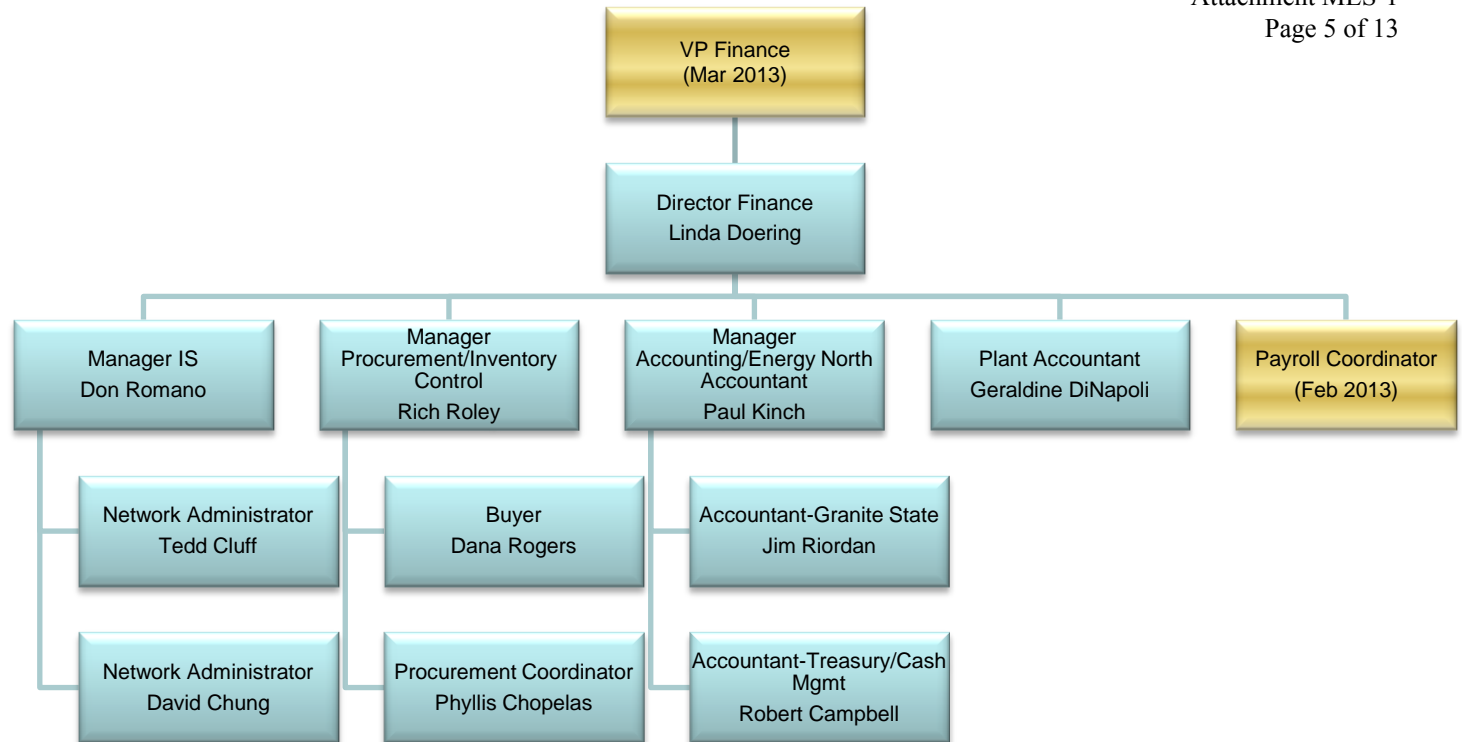 Attachment MLS-1
Page 5 of 13
VP Finance
(Mar 2013)
Director Finance
Linda Doering
Manager IS
Don Romano
Manager
Procurement/Inventory
Control
Rich Roley
Manager
Accounting/Energy North
Accountant
Paul Kinch
Plant Accountant
Geraldine DiNapoli
Payroll Coordinator
(Feb 2013)
Network Administrator
Tedd Cluff
Buyer
Dana Rogers
Accountant-Granite State
Jim Riordan
Network Administrator
David Chung
Procurement Coordinator
Phyllis Chopelas
Accountant-Treasury/Cash
Mgmt
Robert Campbell